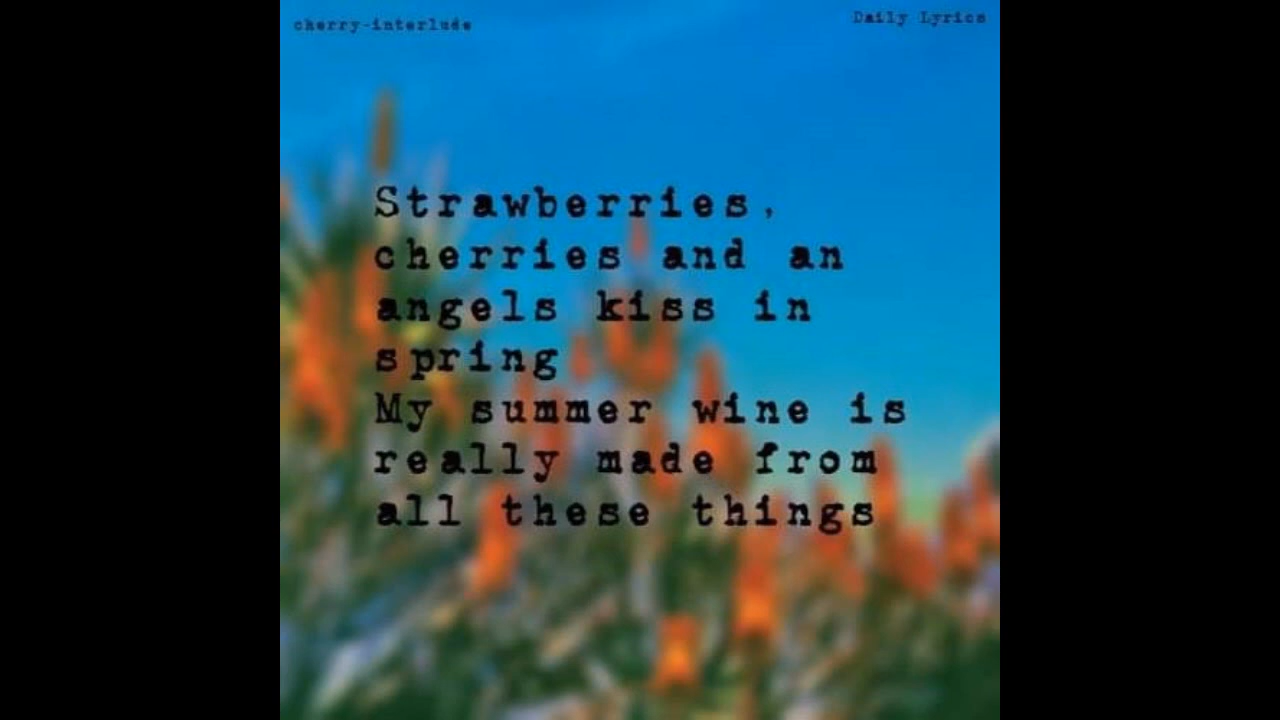 cherry-interlude
Daily Lyrics
Strawberries,
cherries and an
angels kiss in
spring
My summer wine is
really made from
all these things